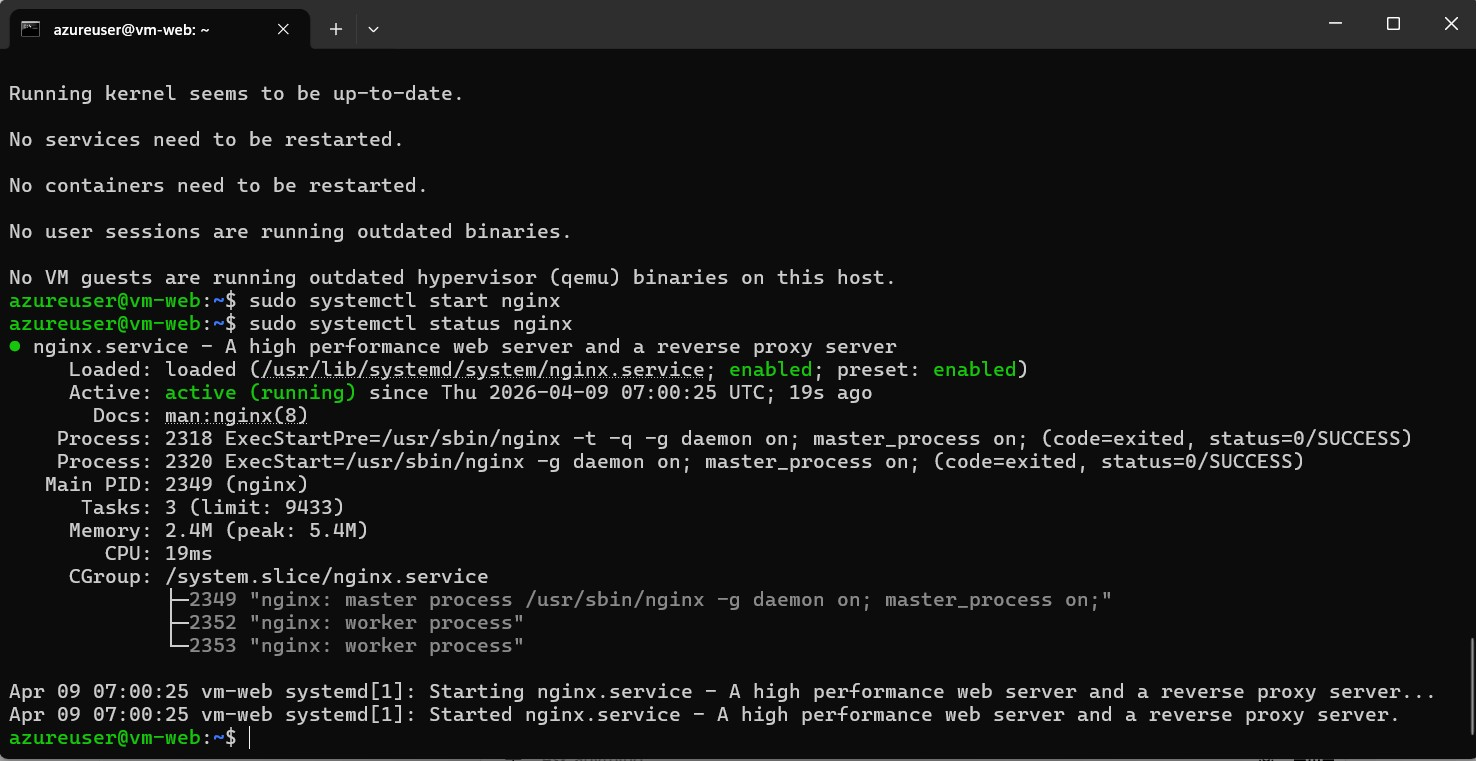 azureuser@vm-web: ~
Running kernel seems to be up-to-date.
No services need to be restarted.
No containers need to be restarted.
No user sessions are running outdated binaries.
No VM guests are running outdated hypervisor (qemu) binaries on this host.
azureuser@vm-web:~$ sudo systemctl start nginx
azureuser@vm-web:~$ sudo systemctl status nginx
● nginx.service - A high performance web server and a reverse proxy server
Loaded: loaded (/usr/lib/systemd/system/nginx.service; enabled; preset: enabled)
Active: active (running) since Thu 2026-04-09 07:00:25 UTC; 19s ago
Docs: man:nginx(8)
Process: 2318 ExecStartPre=/usr/sbin/nginx -t -q -g daemon on; master_process on; (code=exited, status=0/SUCCESS)
Process: 2320 ExecStart=/usr/sbin/nginx -g daemon on; master_process on; (code=exited, status=0/SUCCESS)
Main PID: 2349 (nginx)
Tasks: 3 (limit: 9433)
Memory: 2.4M (peak: 5.4M)
CPU: 19ms
CGroup: /system.slice/nginx.service
├─2349 "nginx: master process /usr/sbin/nginx -g daemon on; master_process on;"
├─2352 "nginx: worker process"
└─2353 "nginx: worker process"
Apr 09 07:00:25 vm-web systemd[1]: Starting nginx.service - A high performance web server and a reverse proxy server...
Apr 09 07:00:25 vm-web systemd[1]: Started nginx.service - A high performance web server and a reverse proxy server.
azureuser@vm-web:~$